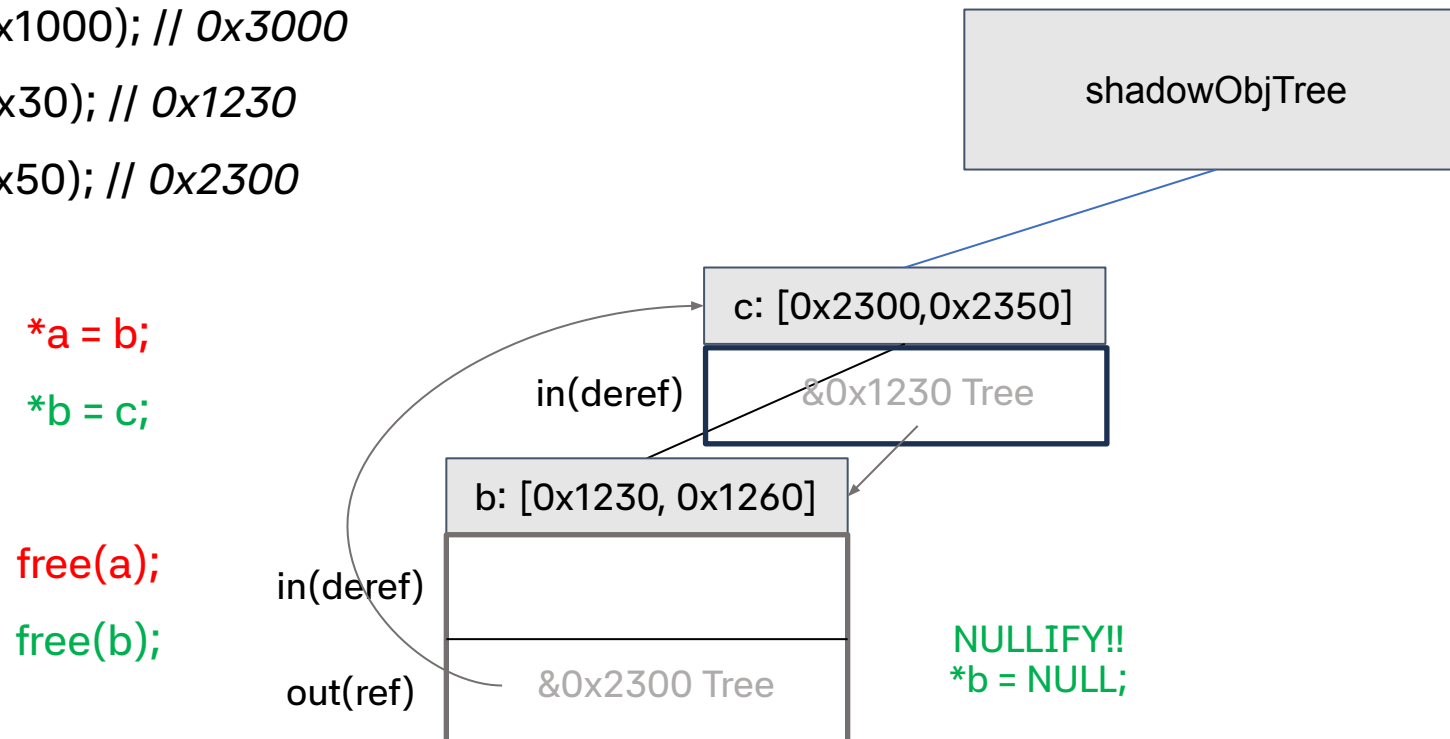 x1000); // 0x3000
x30); // 0x1230
x50); // 0x2300
shadowObjTree
*a = b;
*b = c;
free(a);
free(b);
c: [0x2300,0x2350]
in(deref)
&0x1230 Tree
b: [0x1230, 0x1260]
in(deref)
out(ref)
&0x2300 Tree
NULLIFY!!
*b = NULL;